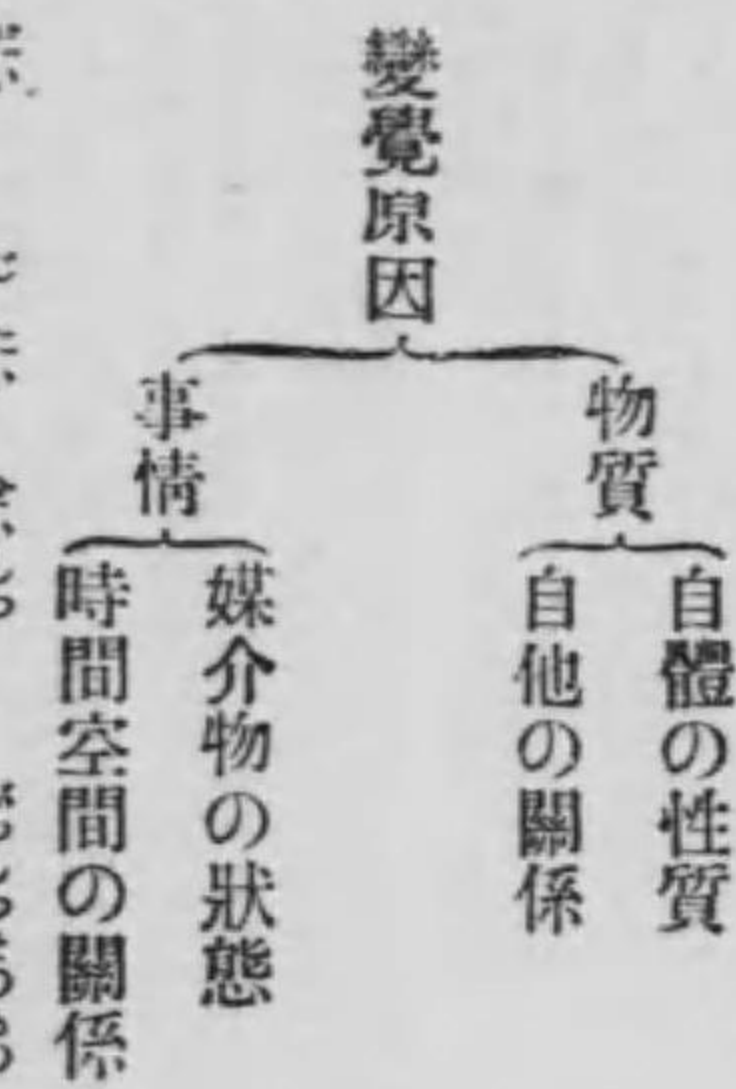 變覺原因
物質
自體の性質
自他の關係
事情
媒介物の狀態
時間空間の關係